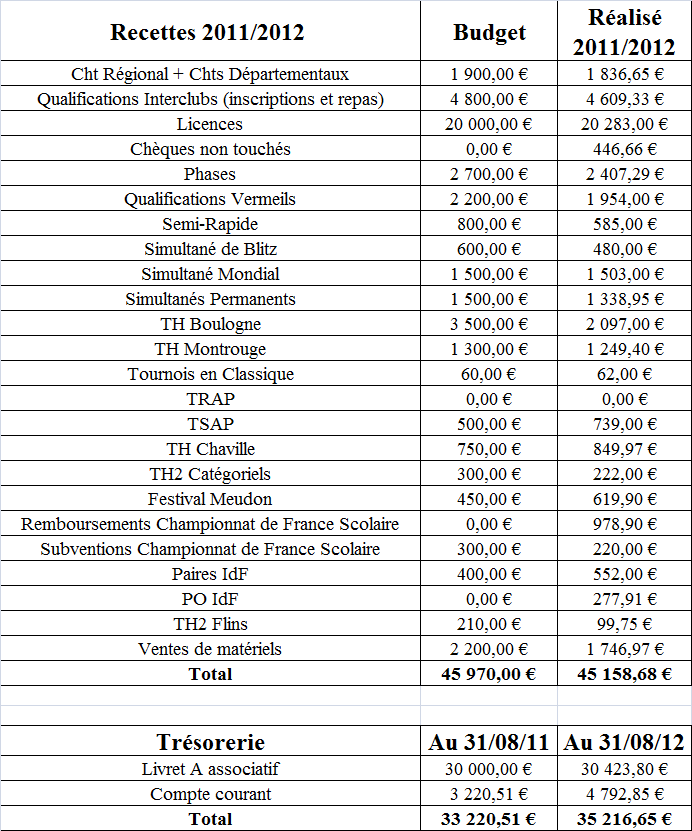 Recettes 2011/2012 Budget Réalisé 2011/2012
Cht Régional + Chts Départementaux 1 900,00 € 1 836,65 €
Qualifications Interclubs (inscriptions et repas) 4 800,00 € 4 609,33 €
Licences 20 000,00 € 20 283,00 €
Chèques non touchés 0,00 € 446,66 €
Phases 2 700,00 € 2 407,29 €
Qualifications Vermeils 2 200,00 € 1 954,00 €
Semi-Rapide 800,00 € 585,00 €
Simultané de Blitz 600,00 € 480,00 €
Simultané Mondial 1 500,00 € 1 503,00 €
Simultanés Permanents 1 500,00 € 1 338,95 €
TH Boulogne 3 500,00 € 2 097,00 €
TH Montrouge 1 300,00 € 1 249,40 €
Tournois en Classique 60,00 € 62,00 €
TRAP 0,00 € 0,00 €
TSAP 500,00 € 739,00 €
TH Chaville 750,00 € 849,97 €
TH2 Catégoriels 300,00 € 222,00 €
Festival Meudon 450,00 € 619,90 €
Remboursements Championnat de France Scolaire 0,00 € 978,90 €
Subventions Championnat de France Scolaire 300,00 € 220,00 €
Paires IdF 400,00 € 552,00 €
PO IdF 0,00 € 277,91 €
TH2 Flins 210,00 € 99,75 €
Ventes de matériels 2 200,00 € 1 746,97 €
Total 45 970,00 € 45 158,68 €
Trésorerie Au 31/08/11 Au 31/08/12
Livret A associatif 30 000,00 € 30 423,80 €
Compte courant 3 220,51 € 4 792,85 €
Total 33 220,51 € 35 216,65 €